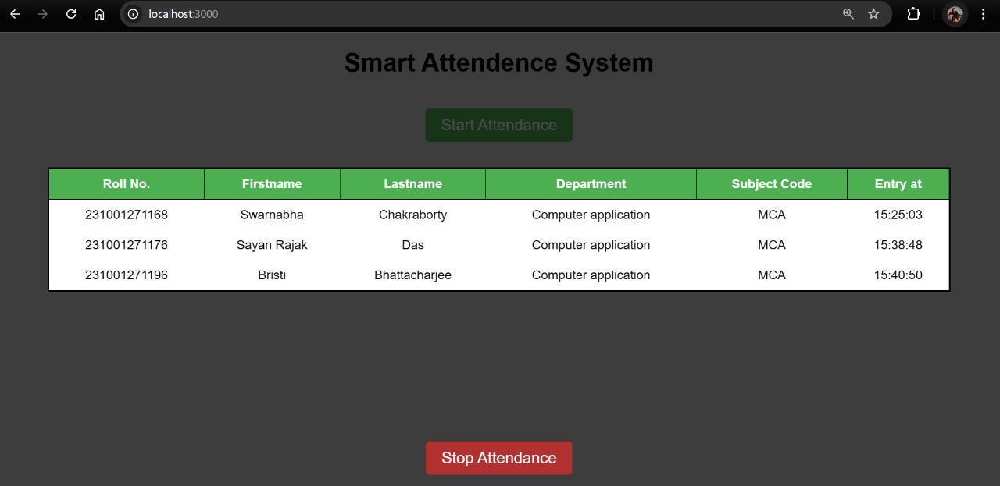 localhost:3000
Smart Attendence System
Start Attendance
Roll No. Firstname Lastname Department Subject Code Entry at
231001271168 Swarnabha Chakraborty Computer application MCA 15:25:03
231001271176 Sayan Rajak Das Computer application MCA 15:38:48
231001271196 Bristi Bhattacharjee Computer application MCA 15:40:50
Stop Attendance